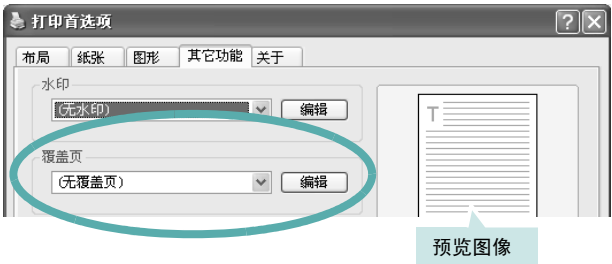 打印首选项
布局 纸张 图形 其它功能 关于
水印
(无水印) 编辑
T
覆盖页
(无覆盖页) 编辑
预览图像